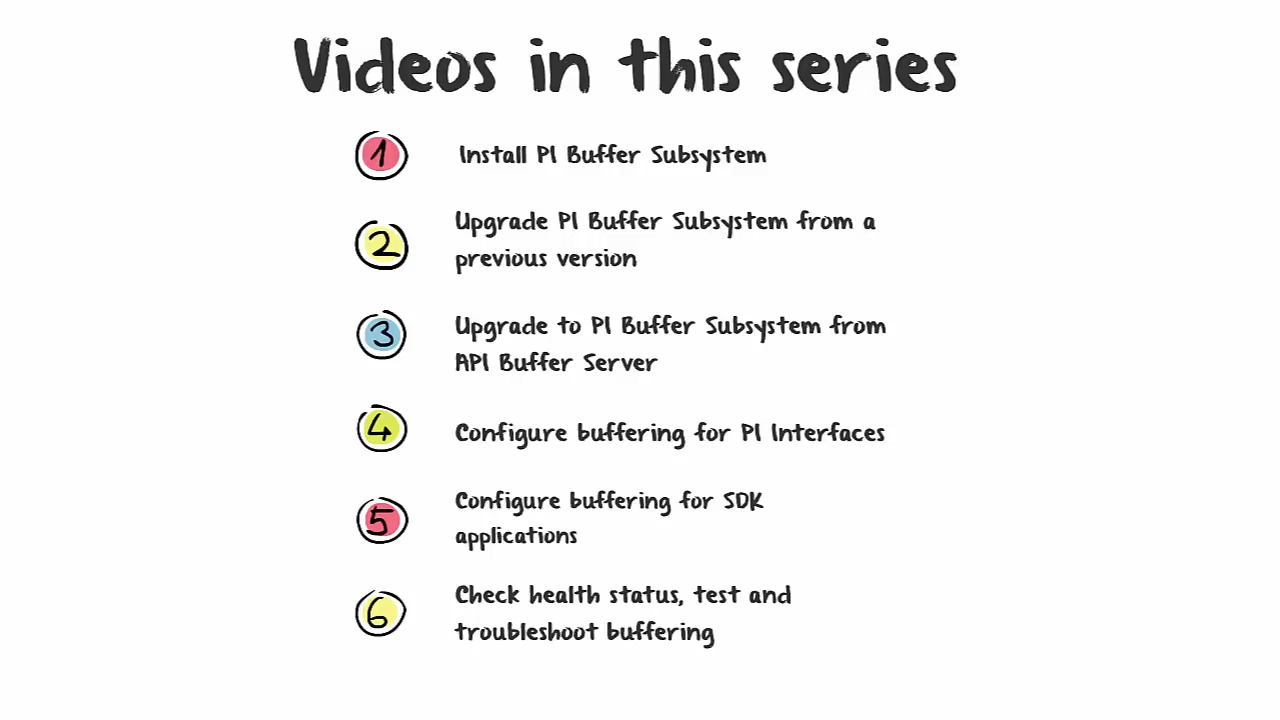 Videos in this series
1 Install PI Buffer Subsystem
2 Upgrade PI Buffer Subsystem from a
previous version
3 Upgrade to PI Buffer Subsystem from
API Buffer Server
4 Configure buffering for PI Interfaces
5 Configure buffering for SDK
applications
6 Check health status, test and
troubleshoot buffering